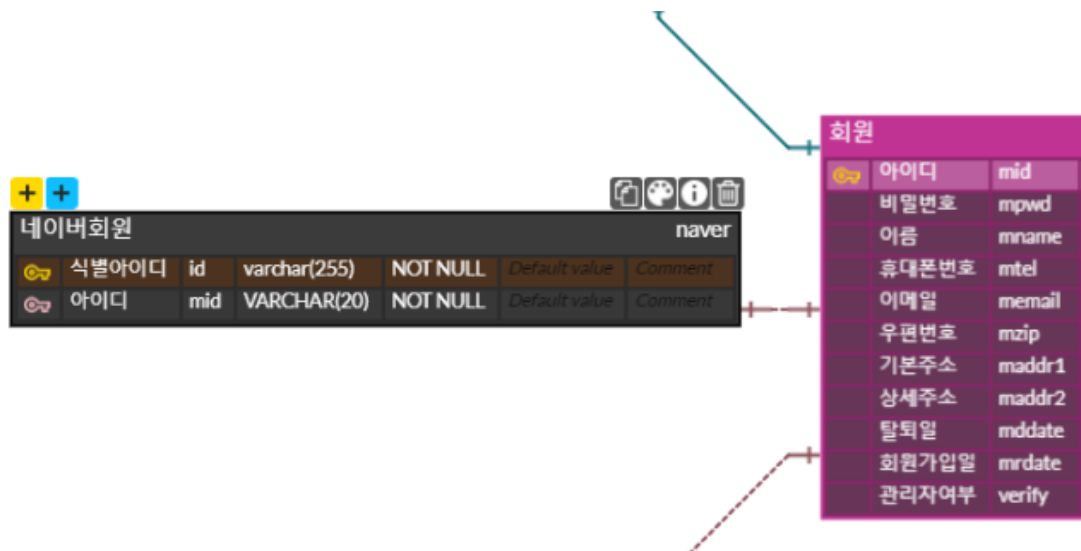 회원
아이디 mid
비밀번호 mpwd
이름 mname
휴대폰번호 mtel
이메일 memail
우편번호 mzip
기본주소 maddr1
상세주소 maddr2
탈퇴일 mddate
회원가입일 mrdate
관리자여부 verify
네이버회원 naver
식별아이디 id varchar(255) NOT NULL Default value Comment
아이디 mid VARCHAR(20) NOT NULL Default value Comment